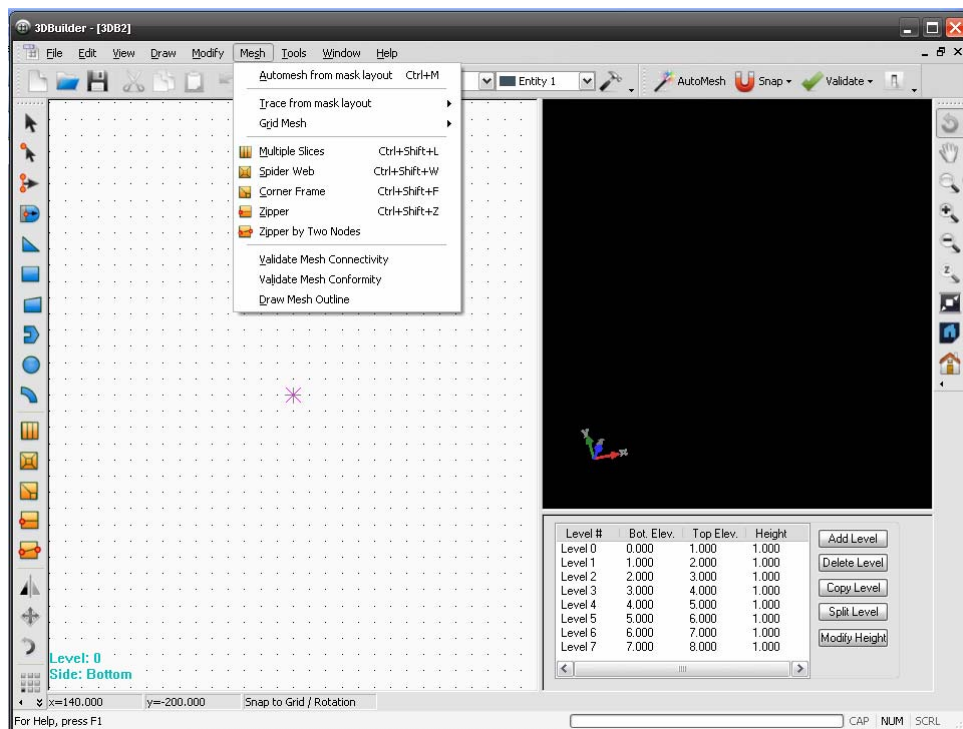 3DBuilder - [3DB2]
File Edit View Draw Modify Mesh Tools Window Help
Entity 1 AutoMesh Snap Validate
Automesh from mask layout Ctrl+M
Trace from mask layout
Grid Mesh
Multiple Slices Ctrl+Shift+L
Spider Web Ctrl+Shift+W
Corner Frame Ctrl+Shift+F
Zipper Ctrl+Shift+Z
Zipper by Two Nodes
Validate Mesh Connectivity
Validate Mesh Conformity
Draw Mesh Outline
Level: 0
Side: Bottom
Level # Bot. Elev. Top Elev. Height
Level 0 0.000 1.000 1.000
Level 1 1.000 2.000 1.000
Level 2 2.000 3.000 1.000
Level 3 3.000 4.000 1.000
Level 4 4.000 5.000 1.000
Level 5 5.000 6.000 1.000
Level 6 6.000 7.000 1.000
Level 7 7.000 8.000 1.000
Add Level
Delete Level
Copy Level
Split Level
Modify Height
x=140.000 y=-200.000 Snap to Grid / Rotation
For Help, press F1 CAP NUM SCRL